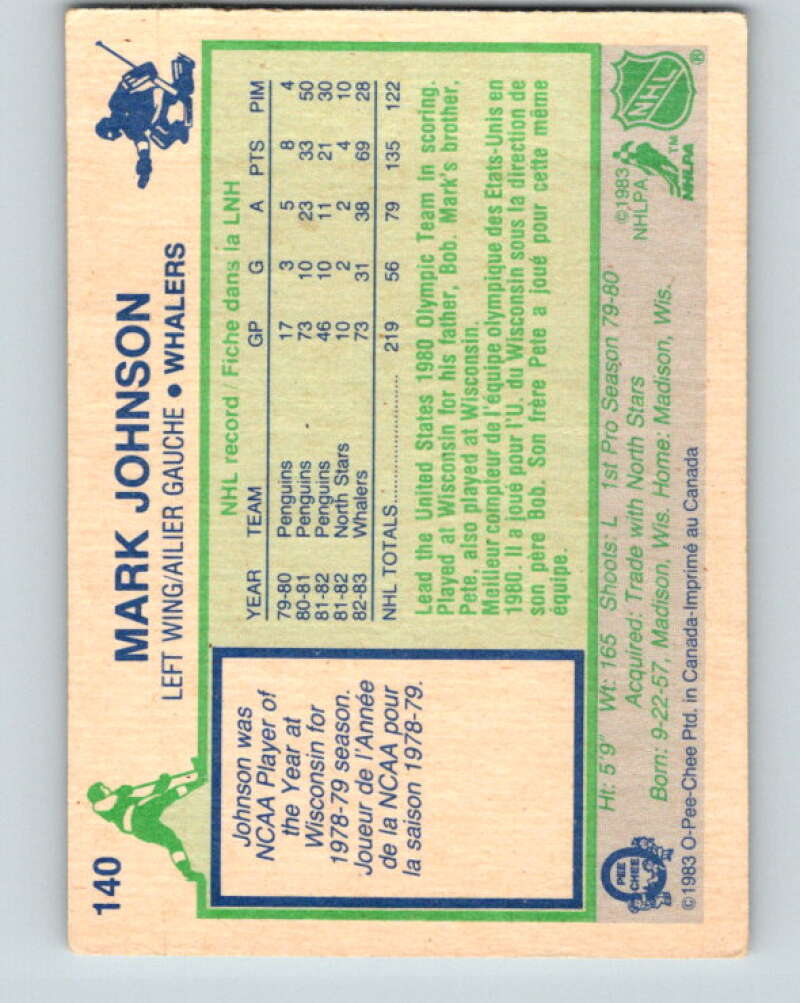 140
MARK JOHNSON
LEFT WING/AILIER GAUCHE • WHALERS
Johnson was
NCAA Player of
the Year at
Wisconsin for
1978-79 season.
Joueur de l'Année
de la NCAA pour
la saison 1978-79.
NHL record / Fiche dans la LNH
YEAR TEAM GP G A PTS PIM
79-80 Penguins 17 3 5 8 4
80-81 Penguins 73 10 23 33 50
81-82 Penguins 46 10 11 21 30
81-82 North Stars 10 2 2 4 10
82-83 Whalers 73 31 38 69 28
NHL TOTALS.................... 219 56 79 135 122
Lead the United States 1980 Olympic Team in scoring.
Played at Wisconsin for his father, Bob. Mark's brother,
Pete, also played at Wisconsin.
Meilleur compteur de l'équipe olympique des Etats-Unis en
1980. Il a joué pour l'U. du Wisconsin sous la direction de
son père Bob. Son frère Pete a joué pour cette même
équipe.
Ht: 5'9" Wt: 165 Shoots: L 1st Pro Season 79-80
Acquired: Trade with North Stars
Born: 9-22-57, Madison, Wis. Home: Madison, Wis.
©1983 O-Pee-Chee Ptd. in Canada-Imprimé au Canada
O
PEE
CHEE
©1983
NHLPA
NHLPA
TM
NHL
®